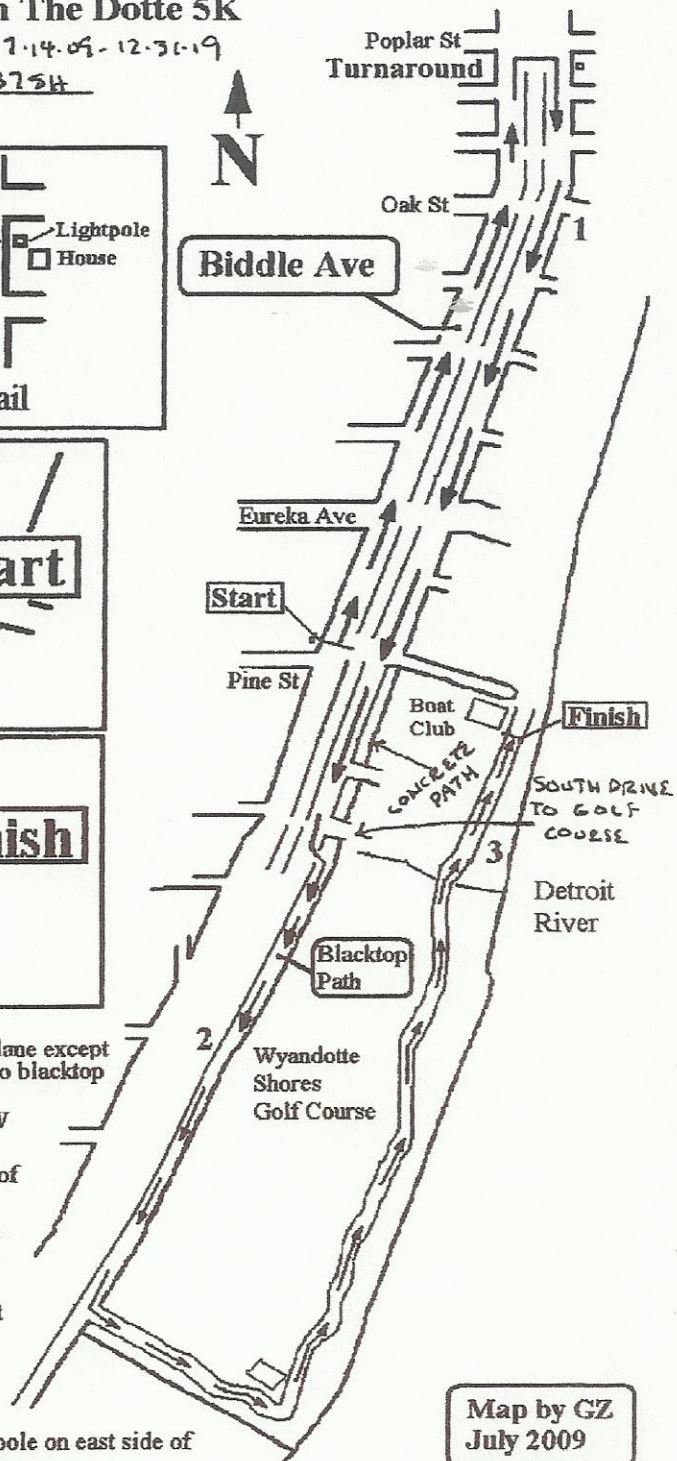 n The Dotte 5K
7.14.09 - 12.31.19
375H
N
Poplar St
Turnaround
Oak St
1
Lightpole
House
Biddle Ave
ail
Eureka Ave
art
Start
Pine St
Boat
Club
Finish
CONCRETE
PATH
SOUTH DRIVE
TO GOLF
COURSE
3
ish
Detroit
River
Blacktop
Path
2
lane except
o blacktop
Wyandotte
Shores
Golf Course
of
t
Map by GZ
July 2009
pole on east side of